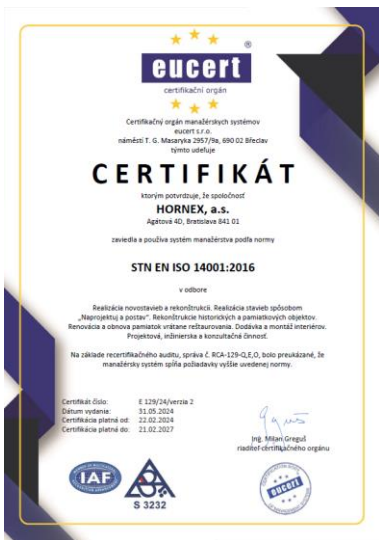 ®
eucert
certifikační orgán
Certifikačný orgán manažérskych systémov
eucert s.r.o.
náměstí T. G. Masaryka 2957/9a, 690 02 Břeclav
týmto udeľuje
CERTIFIKÁT
ktorým potvrdzuje, že spoločnosť
HORNEX, a.s.
Agátová 4D, Bratislava 841 01
zaviedla a používa systém manažérstva podľa normy
STN EN ISO 14001:2016
v odbore
Realizácia novostavieb a rekonštrukcií. Realizácia stavieb spôsobom
„Naprojektuj a postav“. Rekonštrukcie historických a pamiatkových objektov.
Renovácia a obnova pamiatok vrátane reštaurovania. Dodávka a montáž interiérov.
Projektová, inžinierska a konzultačná činnosť.
Na základe recertifikačného auditu, správa č. RCA-129-Q,E,O, bolo preukázané, že
manažérsky systém spĺňa požiadavky vyššie uvedenej normy.
Certifikát číslo: E 129/24/verzia 2
Dátum vydania: 31.05.2024
Certifikácia platná od: 22.02.2024
Certifikácia platná do: 21.02.2027
Ing. Milan Greguš
riaditeľ certifikačného orgánu
IAF
S 3232
eucert